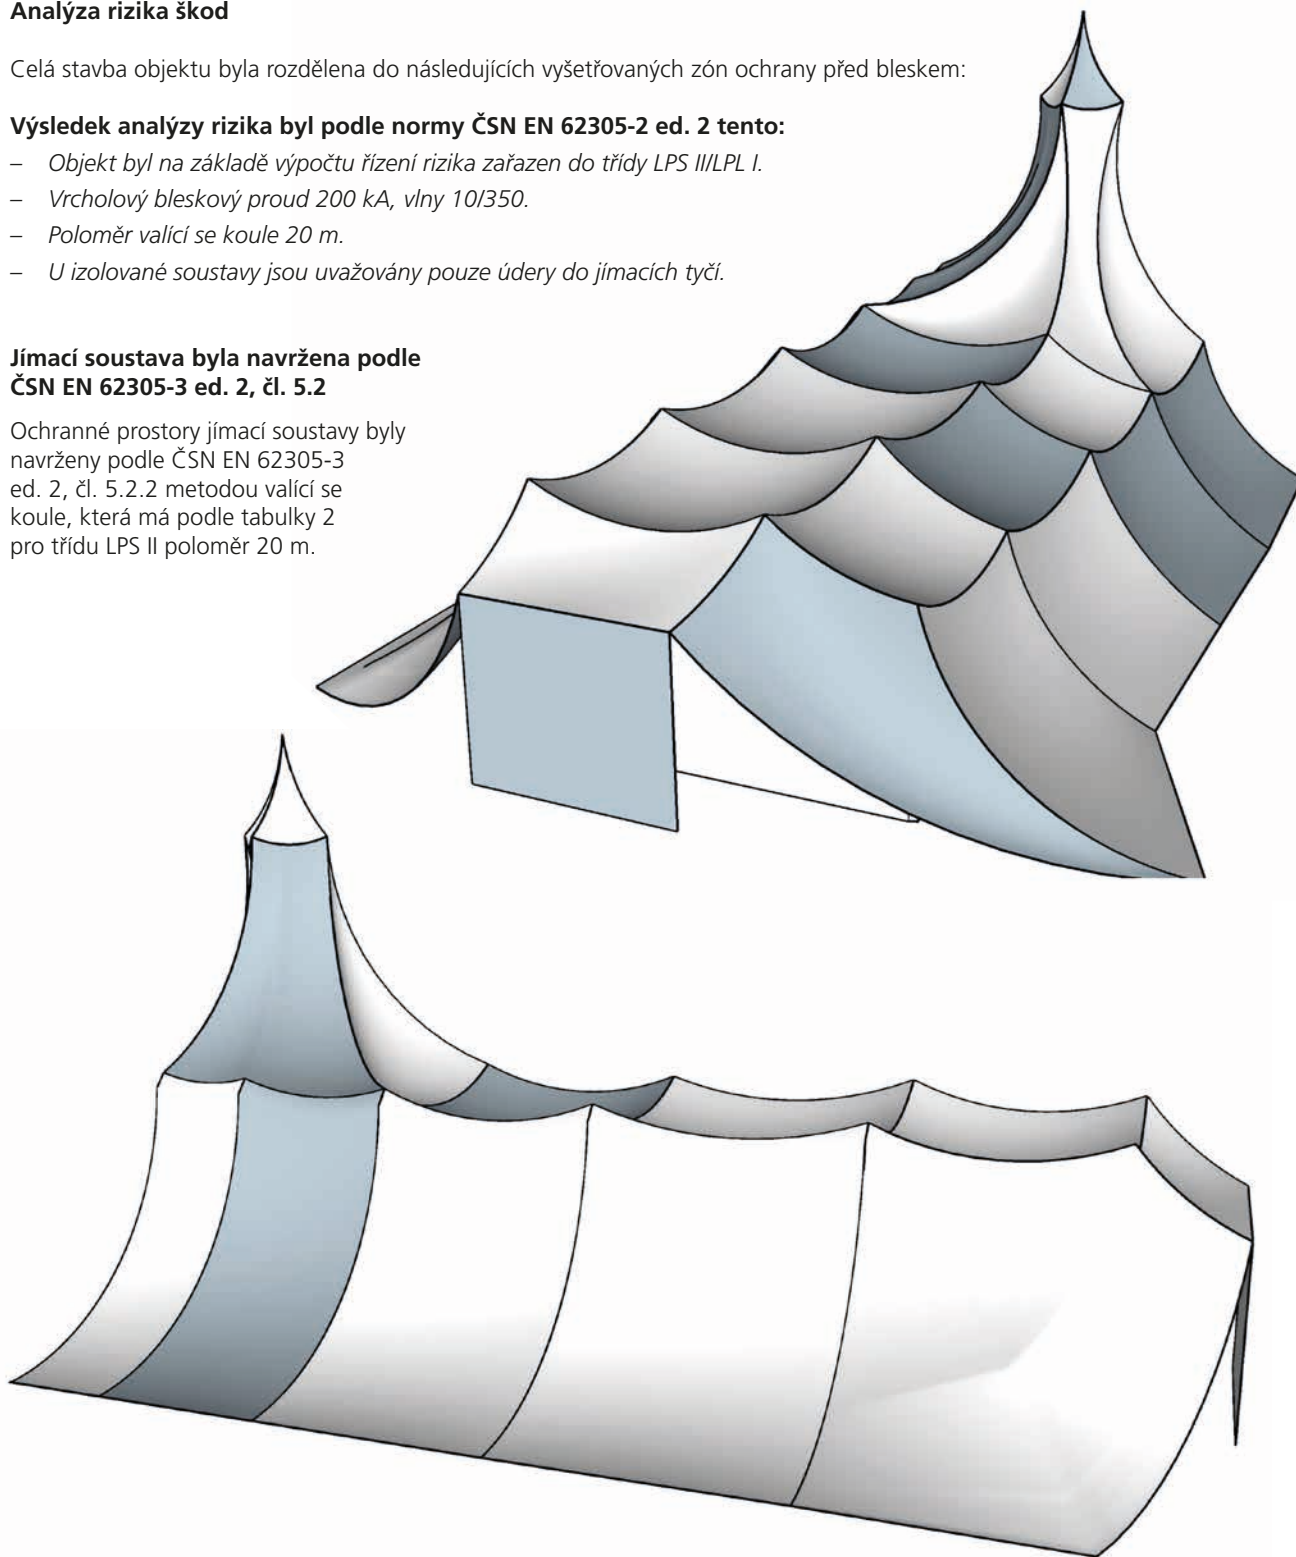 Analýza rizika škod
Celá stavba objektu byla rozdělena do následujících vyšetřovaných zón ochrany před bleskem:
Výsledek analýzy rizika byl podle normy ČSN EN 62305-2 ed. 2 tento:
– Objekt byl na základě výpočtu řízení rizika zařazen do třídy LPS II/LPL I.
– Vrcholový bleskový proud 200 kA, vlny 10/350.
– Poloměr valící se koule 20 m.
– U izolované soustavy jsou uvažovány pouze údery do jímacích tyčí.
Jímací soustava byla navržena podle
ČSN EN 62305-3 ed. 2, čl. 5.2
Ochranné prostory jímací soustavy byly
navrženy podle ČSN EN 62305-3
ed. 2, čl. 5.2.2 metodou valící se
koule, která má podle tabulky 2
pro třídu LPS II poloměr 20 m.